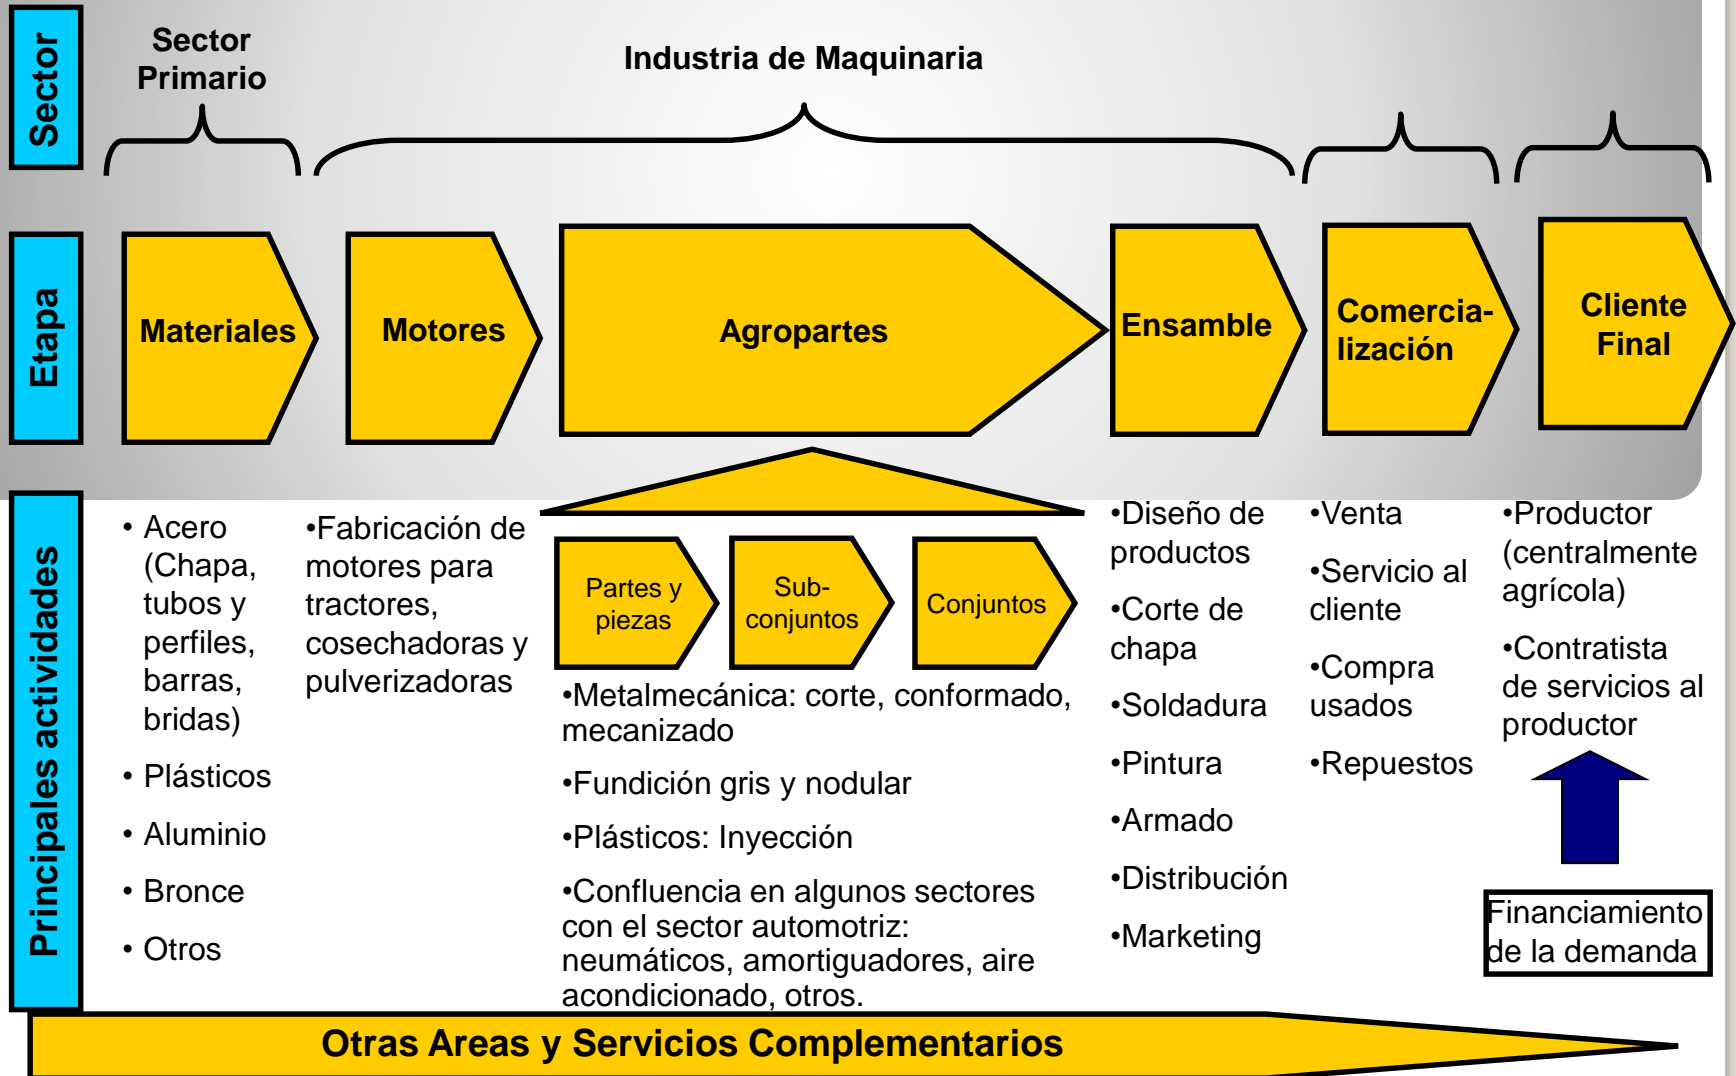 Sector
Sector
Primario
Industria de Maquinaria
Etapa
Materiales
Motores
Agropartes
Ensamble
Comercia-
lización
Cliente
Final
Principales actividades
• Acero
(Chapa,
tubos y
perfiles,
barras,
bridas)
• Plásticos
• Aluminio
• Bronce
• Otros
•Fabricación de
motores para
tractores,
cosechadoras y
pulverizadoras
Partes y
piezas
Sub-
conjuntos
Conjuntos
•Metalmecánica: corte, conformado,
mecanizado
•Fundición gris y nodular
•Plásticos: Inyección
•Confluencia en algunos sectores
con el sector automotriz:
neumáticos, amortiguadores, aire
acondicionado, otros.
•Diseño de
productos
•Corte de
chapa
•Soldadura
•Pintura
•Armado
•Distribución
•Marketing
•Venta
•Servicio al
cliente
•Compra
usados
•Repuestos
•Productor
(centralmente
agrícola)
•Contratista
de servicios al
productor
Financiamiento
de la demanda
Otras Areas y Servicios Complementarios